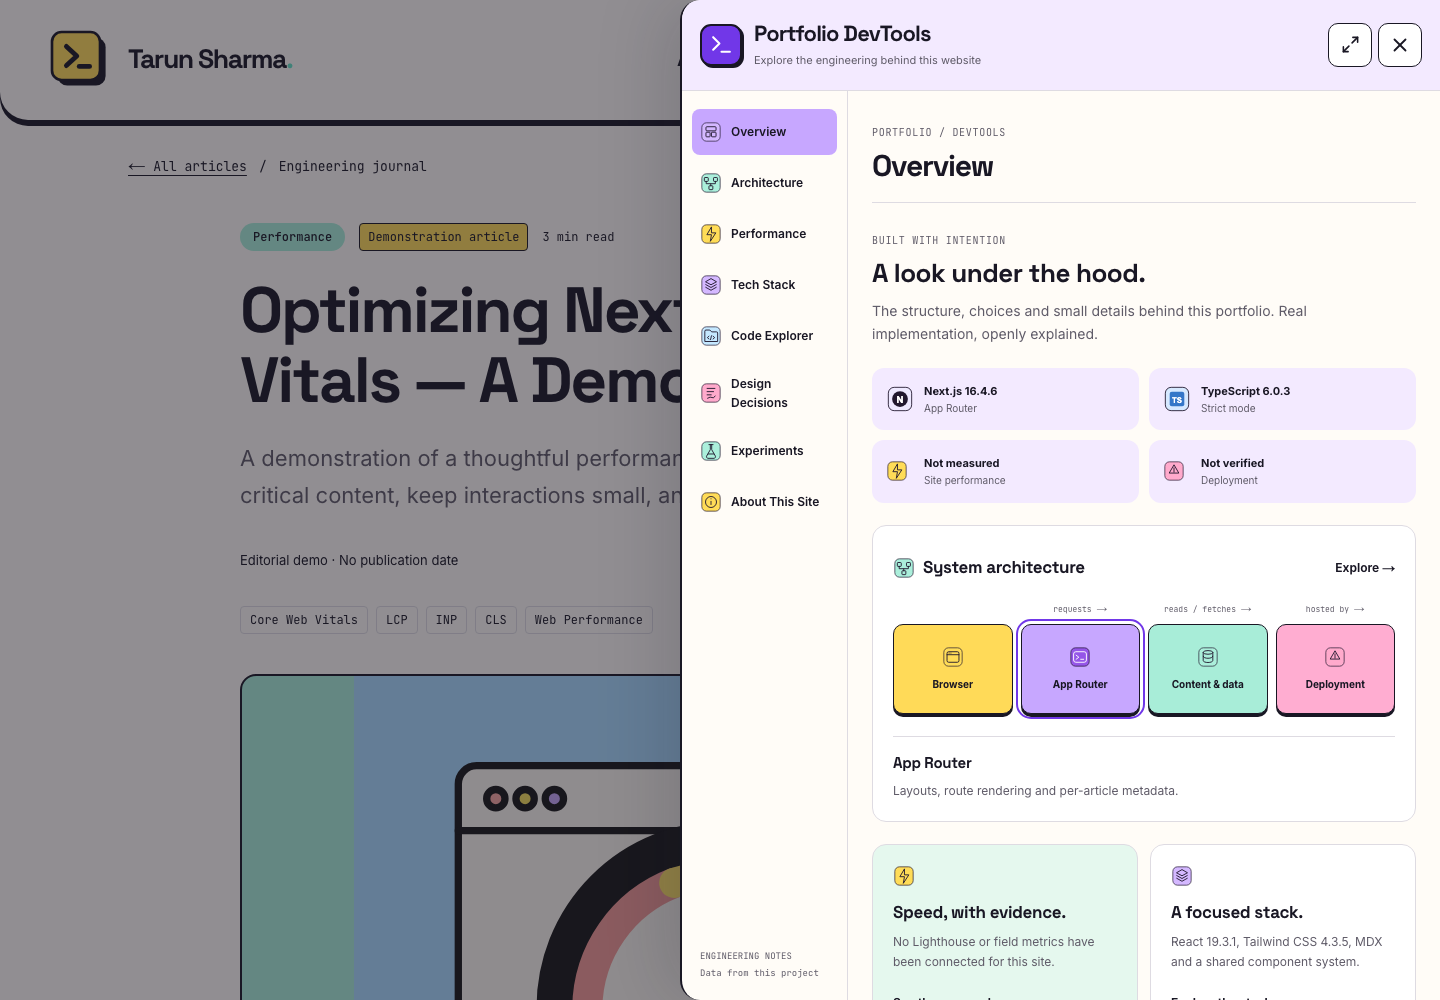 Tarun Sharma.
← All articles / Engineering journal
Performance
Demonstration article
3 min read
Optimizing Nex
Vitals — A Demo
A demonstration of a thoughtful performan
critical content, keep interactions small, an
Editorial demo · No publication date
Core Web Vitals
LCP
INP
CLS
Web Performance
Portfolio DevTools
Explore the engineering behind this website
Overview
Architecture
Performance
Tech Stack
Code Explorer
Design
Decisions
Experiments
About This Site
ENGINEERING NOTES
Data from this project
PORTFOLIO / DEVTOOLS
Overview
BUILT WITH INTENTION
A look under the hood.
The structure, choices and small details behind this portfolio. Real
implementation, openly explained.
N
Next.js 16.4.6
App Router
TS
TypeScript 6.0.3
Strict mode
Not measured
Site performance
Not verified
Deployment
System architecture
Explore →
requests →
reads / fetches →
hosted by →
Browser
App Router
Content & data
Deployment
App Router
Layouts, route rendering and per-article metadata.
Speed, with evidence.
No Lighthouse or field metrics have
been connected for this site.
A focused stack.
React 19.3.1, Tailwind CSS 4.3.5, MDX
and a shared component system.